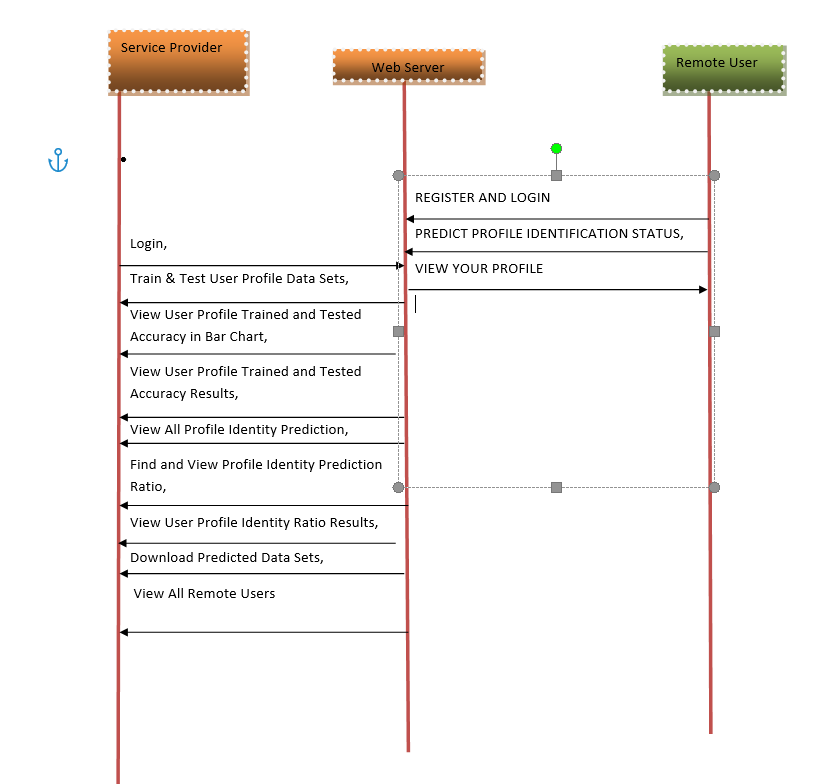 Service Provider
Web Server
Remote User
REGISTER AND LOGIN
PREDICT PROFILE IDENTIFICATION STATUS,
VIEW YOUR PROFILE
Login,
Train & Test User Profile Data Sets,
View User Profile Trained and Tested
Accuracy in Bar Chart,
View User Profile Trained and Tested
Accuracy Results,
View All Profile Identity Prediction,
Find and View Profile Identity Prediction
Ratio,
View User Profile Identity Ratio Results,
Download Predicted Data Sets,
View All Remote Users